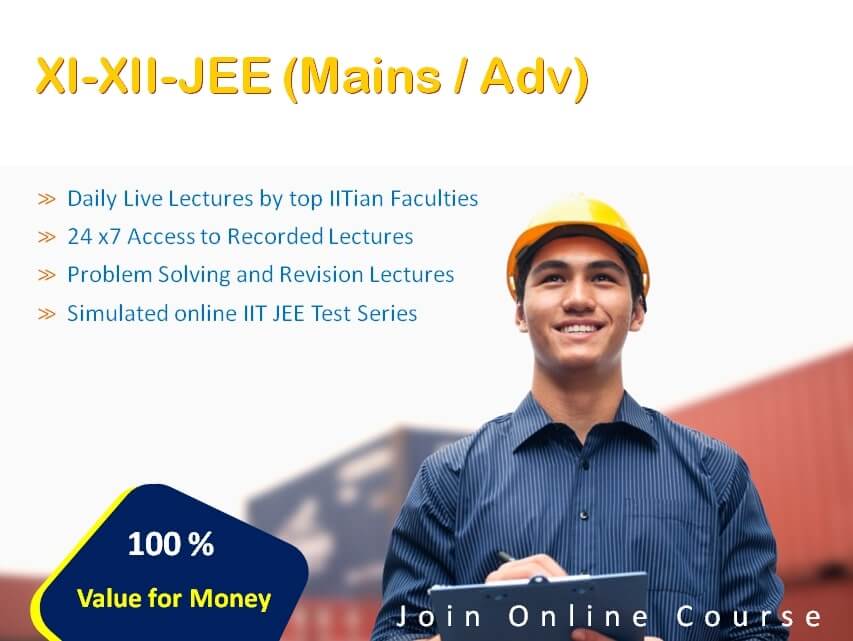 XI-XII-JEE (Mains / Adv)
Daily Live Lectures by top IITian Faculties
24 x7 Access to Recorded Lectures
Problem Solving and Revision Lectures
Simulated online IIT JEE Test Series
100 %
Value for Money
Join Online Course